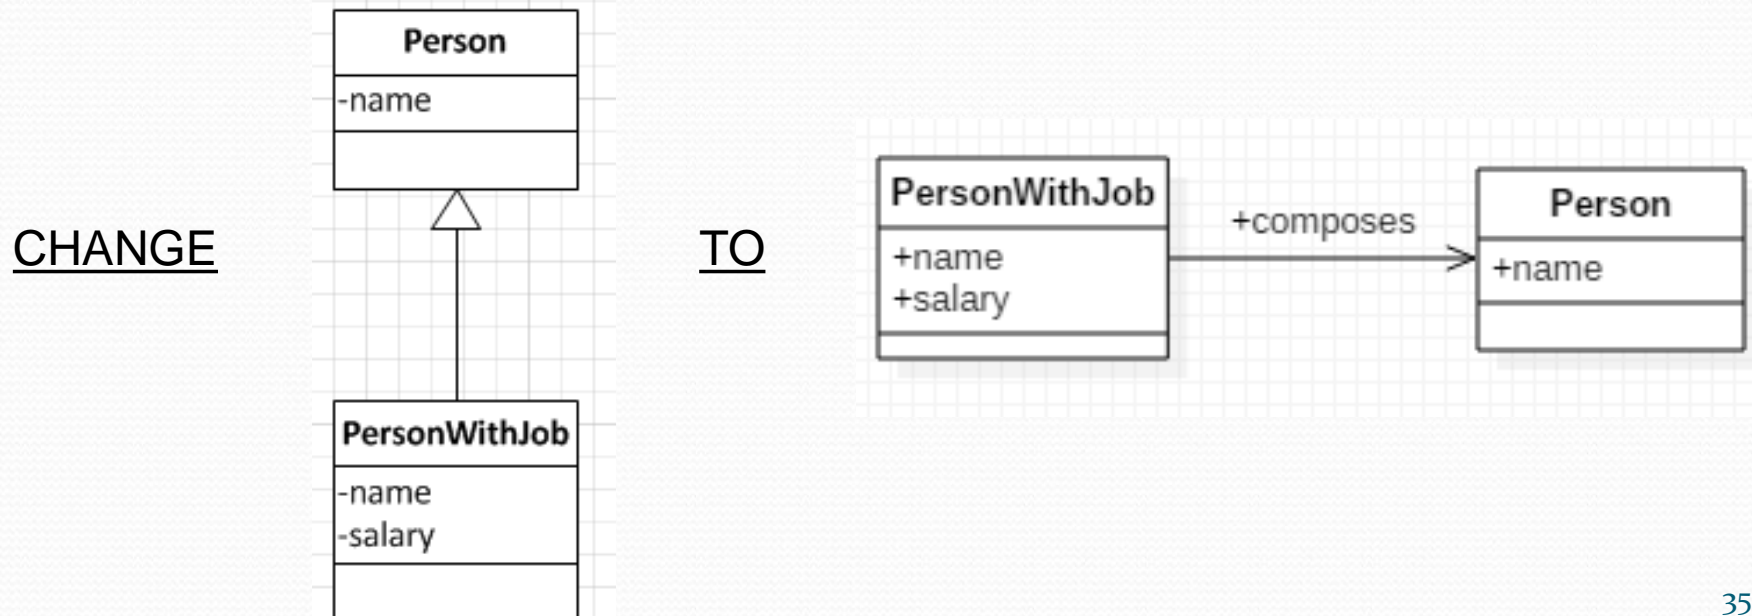 CHANGE
Person
-name
PersonWithJob
-name
-salary
TO
PersonWithJob
+name
+salary
+composes
Person
+name
35